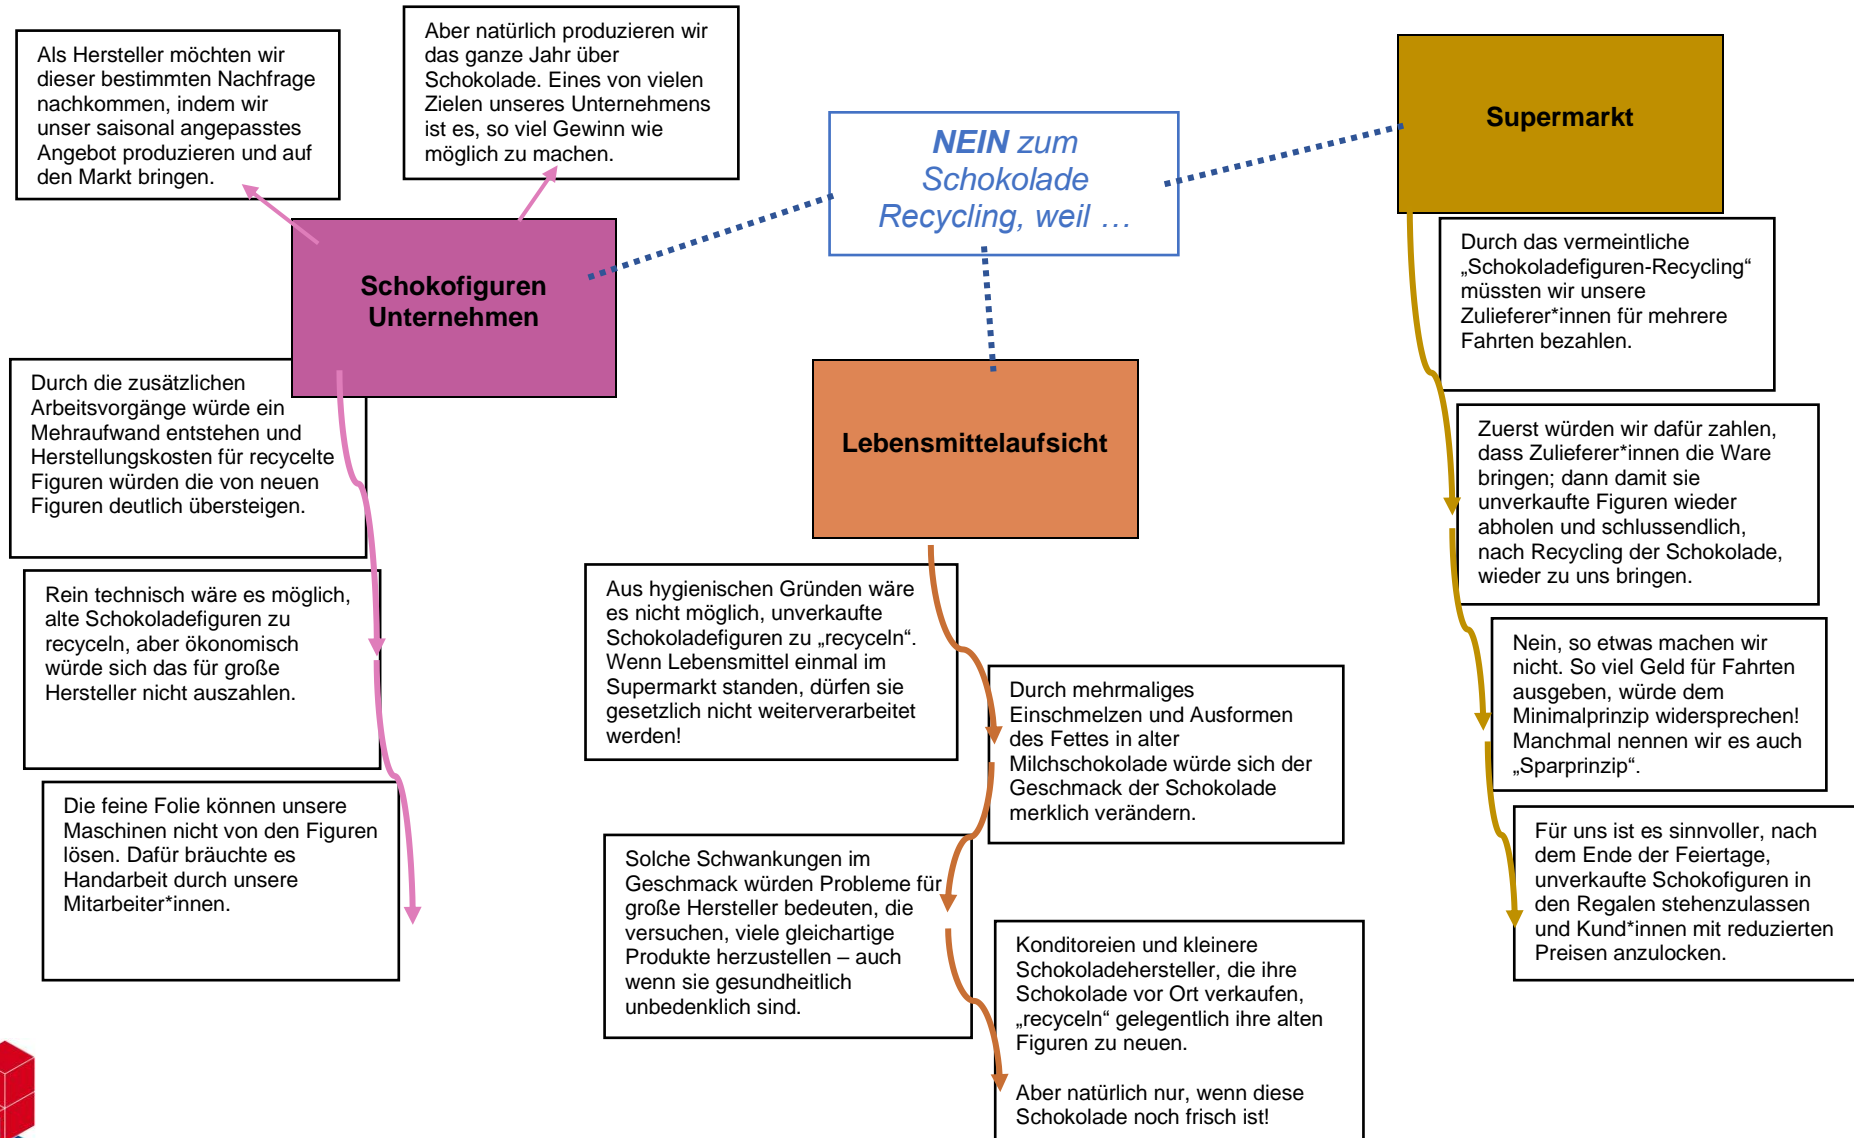 Als Hersteller möchten wir
dieser bestimmten Nachfrage
nachkommen, indem wir
unser saisonal angepasstes
Angebot produzieren und auf
den Markt bringen.
Aber natürlich produzieren wir
das ganze Jahr über
Schokolade. Eines von vielen
Zielen unseres Unternehmens
ist es, so viel Gewinn wie
möglich zu machen.
NEIN zum
Schokolade
Recycling, weil …
Supermarkt
Schokofiguren
Unternehmen
Durch die zusätzlichen
Arbeitsvorgänge würde ein
Mehraufwand entstehen und
Herstellungskosten für recycelte
Figuren würden die von neuen
Figuren deutlich übersteigen.
Rein technisch wäre es möglich,
alte Schokoladefiguren zu
recyceln, aber ökonomisch
würde sich das für große
Hersteller nicht auszahlen.
Die feine Folie können unsere
Maschinen nicht von den Figuren
lösen. Dafür bräuchte es
Handarbeit durch unsere
Mitarbeiter*innen.
Lebensmittelaufsicht
Aus hygienischen Gründen wäre
es nicht möglich, unverkaufte
Schokoladefiguren zu „recyceln“.
Wenn Lebensmittel einmal im
Supermarkt standen, dürfen sie
gesetzlich nicht weiterverarbeitet
werden!
Durch mehrmaliges
Einschmelzen und Ausformen
des Fettes in alter
Milchschokolade würde sich der
Geschmack der Schokolade
merklich verändern.
Solche Schwankungen im
Geschmack würden Probleme für
große Hersteller bedeuten, die
versuchen, viele gleichartige
Produkte herzustellen – auch
wenn sie gesundheitlich
unbedenklich sind.
Konditoreien und kleinere
Schokoladehersteller, die ihre
Schokolade vor Ort verkaufen,
„recyceln“ gelegentlich ihre alten
Figuren zu neuen.
Aber natürlich nur, wenn diese
Schokolade noch frisch ist!
Durch das vermeintliche
„Schokoladefiguren-Recycling“
müssten wir unsere
Zulieferer*innen für mehrere
Fahrten bezahlen.
Zuerst würden wir dafür zahlen,
dass Zulieferer*innen die Ware
bringen; dann damit sie
unverkaufte Figuren wieder
abholen und schlussendlich,
nach Recycling der Schokolade,
wieder zu uns bringen.
Nein, so etwas machen wir
nicht. So viel Geld für Fahrten
ausgeben, würde dem
Minimalprinzip widersprechen!
Manchmal nennen wir es auch
„Sparprinzip“.
Für uns ist es sinnvoller, nach
dem Ende der Feiertage,
unverkaufte Schokofiguren in
den Regalen stehenzulassen
und Kund*innen mit reduzierten
Preisen anzulocken.